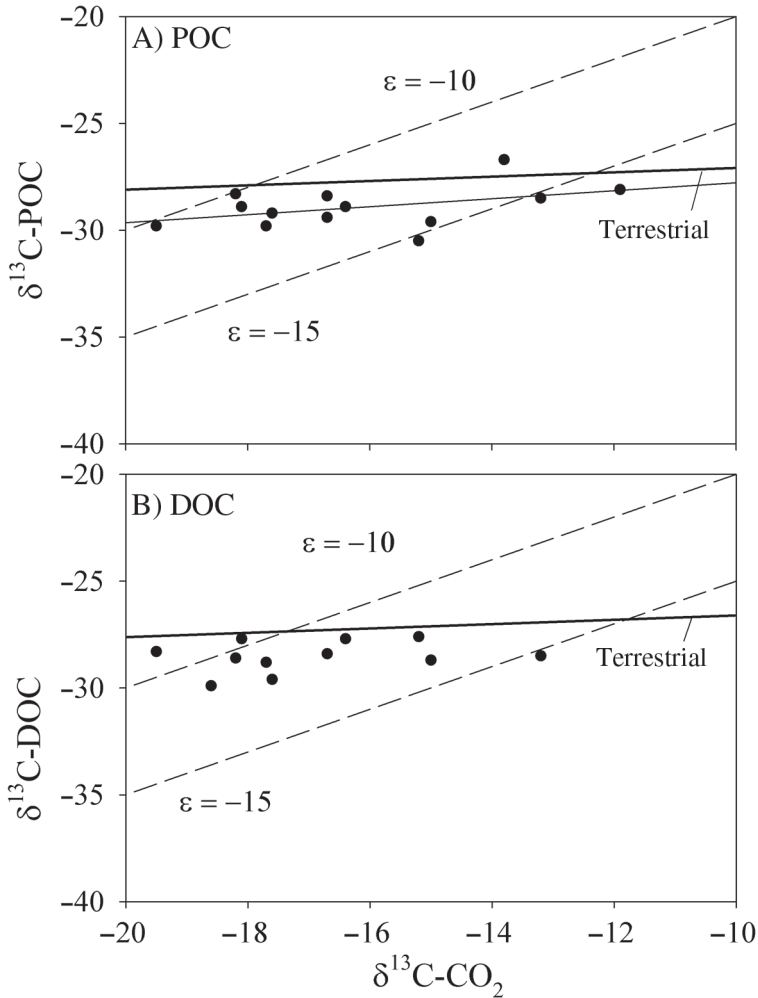 −20
A) POC
ε = −10
−25
−30
Terrestrial
ε = −15
−35
−40
δ¹³C-POC
−20
B) DOC
ε = −10
−25
−30
Terrestrial
ε = −15
−35
−40
δ¹³C-DOC
−20 −18 −16 −14 −12 −10
δ¹³C-CO₂